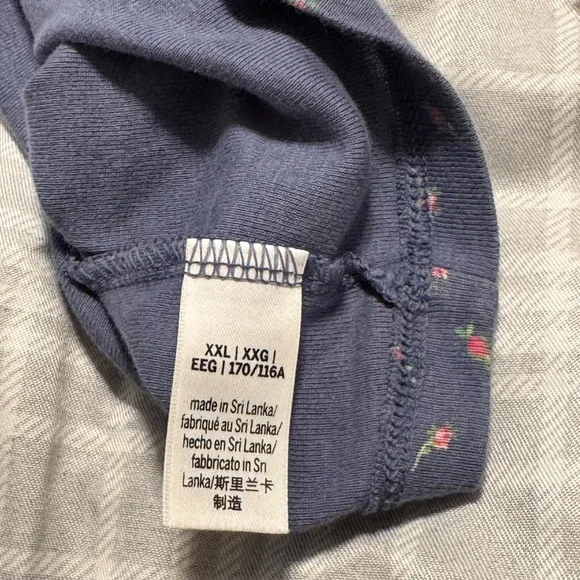 XXL | XXG |
EEG | 170/116A
made in Sri Lanka/
fabriqué au Sri Lanka/
hecho en Sri Lanka/
fabbricato in Sri
Lanka/斯里兰卡
制造